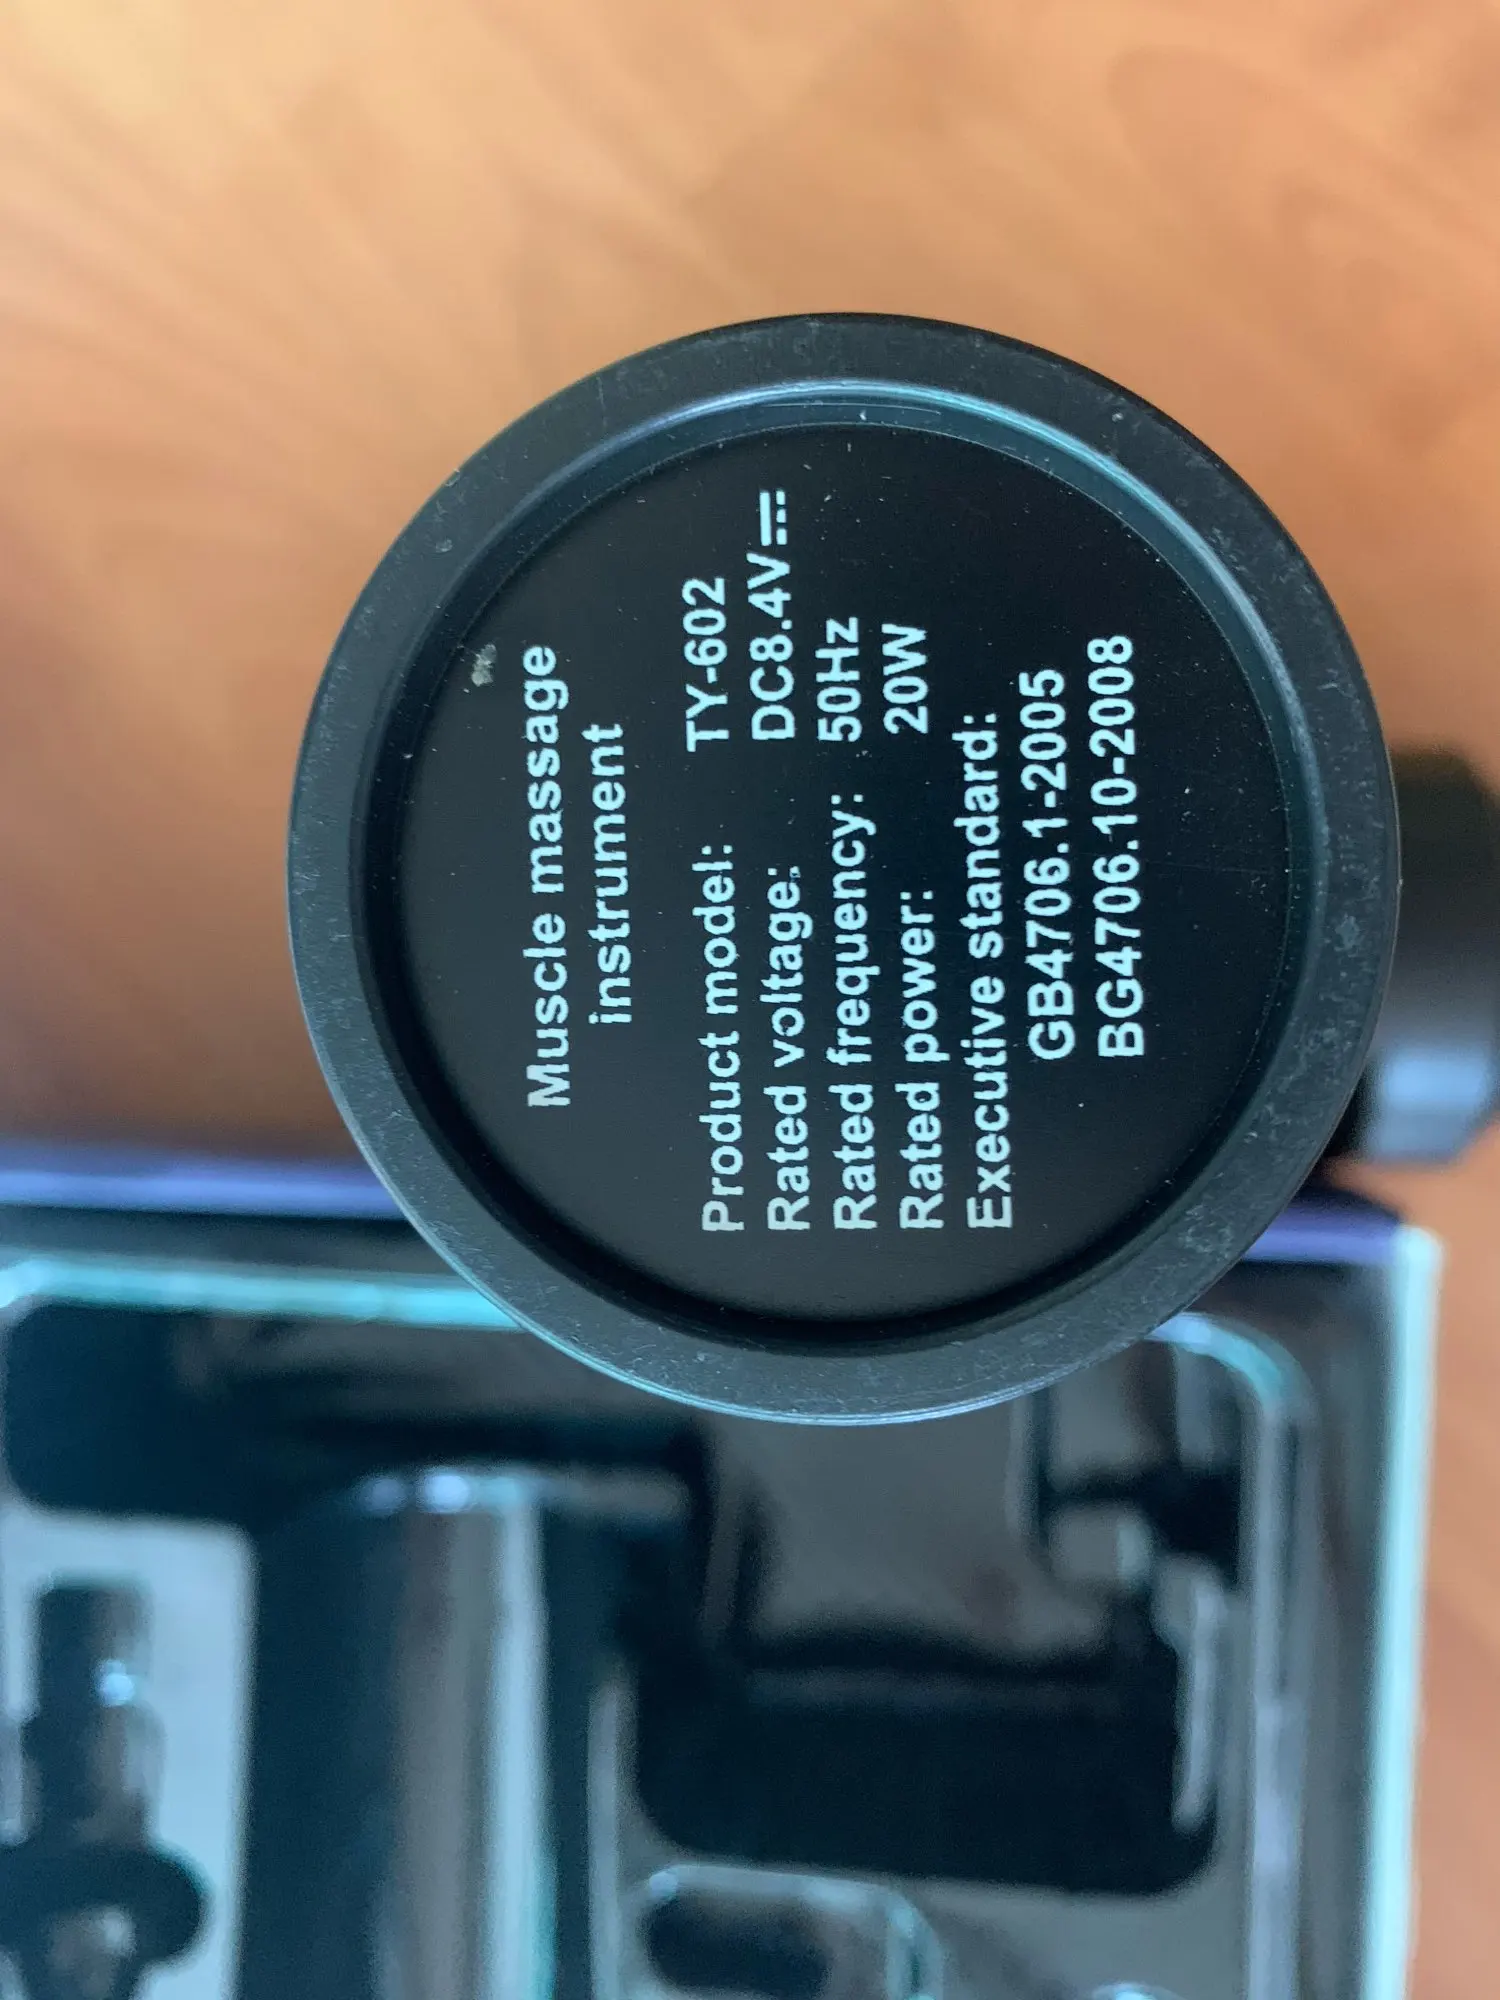 Muscle massage
instrument
Product model: TY-602
Rated voltage: DC8.4V⎓
Rated frequency: 50Hz
Rated power: 20W
Executive standard:
GB4706.1-2005
BG4706.10-2008